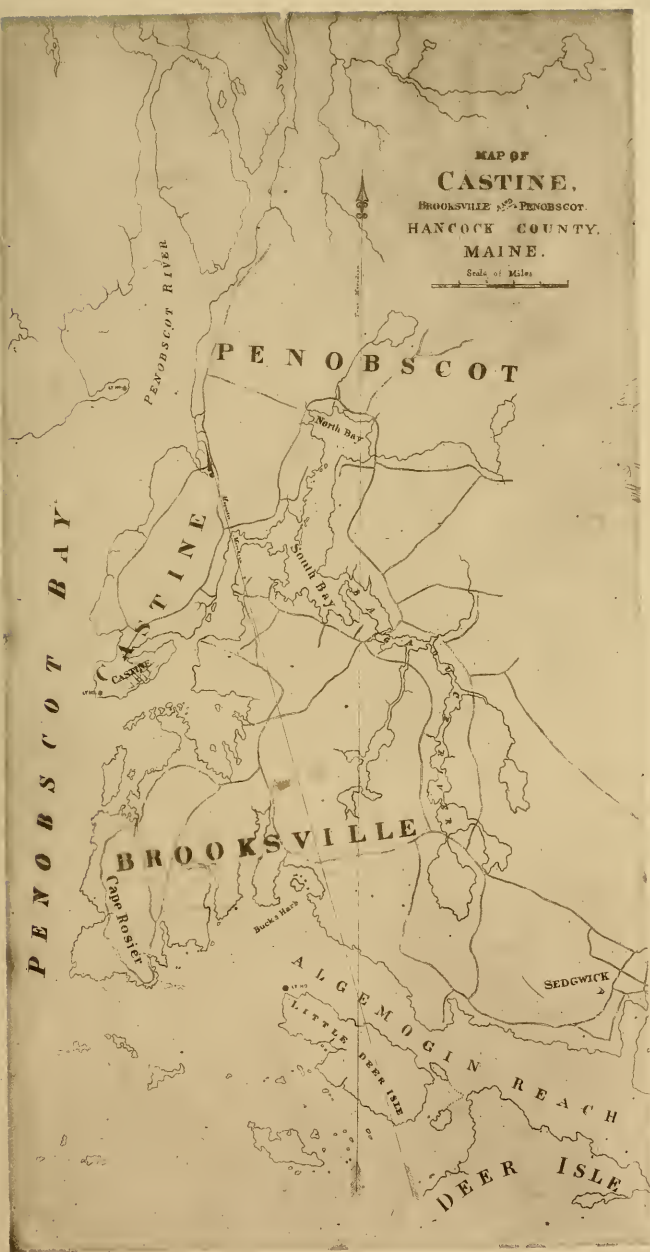 MAP OF
CASTINE,
BROOKSVILLE AND PENOBSCOT.
HANCOCK COUNTY,
MAINE.
Scale of Miles
PENOBSCOT RIVER
PENOBSCOT
North Bay
CASTINE
South Bay
CASTINE
PENOBSCOT BAY
BROOKSVILLE
Cape Rosier
Bucks Harb
ALGEMOGIN REACH
SEDGWICK
LITTLE DEER ISLE
DEER ISLE